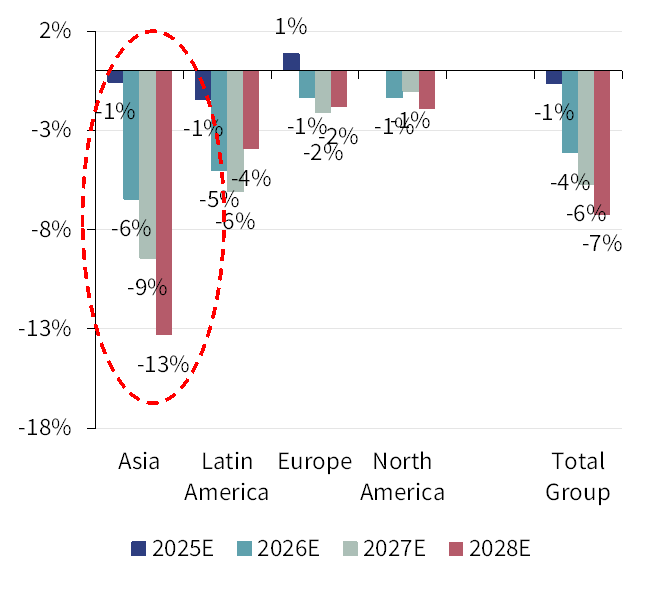 2%
-3%
-8%
-13%
-18%
-1%
-6%
-9%
-13%
-1%
-5%
-6%
-4%
1%
-1%
-2%
-2%
-1%
-1%
-1%
-4%
-6%
-7%
Asia
Latin
America
Europe
North
America
Total
Group
2025E
2026E
2027E
2028E